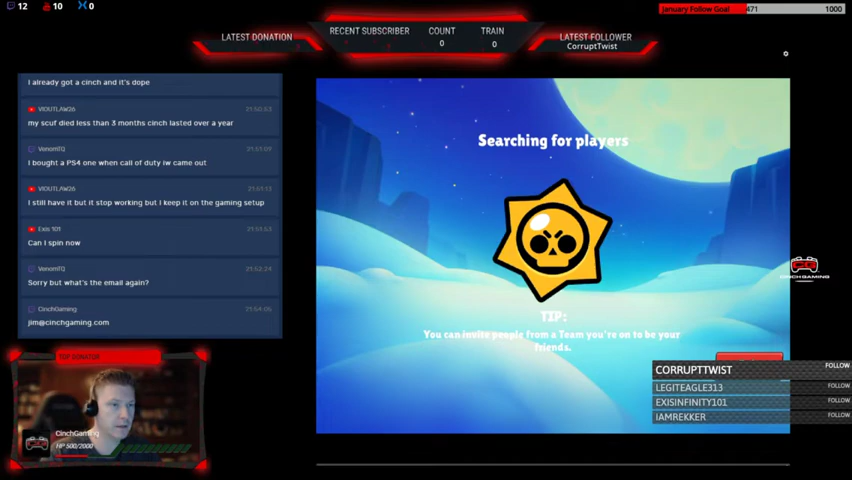 12 10 0
January Follow Goal 471 1000
LATEST DONATION
RECENT SUBSCRIBER
COUNT
0
TRAIN
0
LATEST FOLLOWER
CorruptTwist
I already got a cinch and it's dope
VIOUTLAW26 21:50:53
my scuf died less than 3 months cinch lasted over a year
VenomTQ 21:51:09
I bought a PS4 one when call of duty iw came out
VIOUTLAW26 21:51:13
I still have it but it stop working but I keep it on the gaming setup
Exis 101 21:51:53
Can I spin now
VenomTQ 21:52:24
Sorry but what's the email again?
CinchGaming 21:54:06
jim@cinchgaming.com
Searching for players
TIP:
You can invite people from a Team you're on to be your
friends.
CINCHGAMING
CORRUPTTWIST FOLLOW
LEGITEAGLE313 FOLLOW
EXISINFINITY101 FOLLOW
IAMREKKER FOLLOW
TOP DONATOR
CinchGaming
HP 500/2000